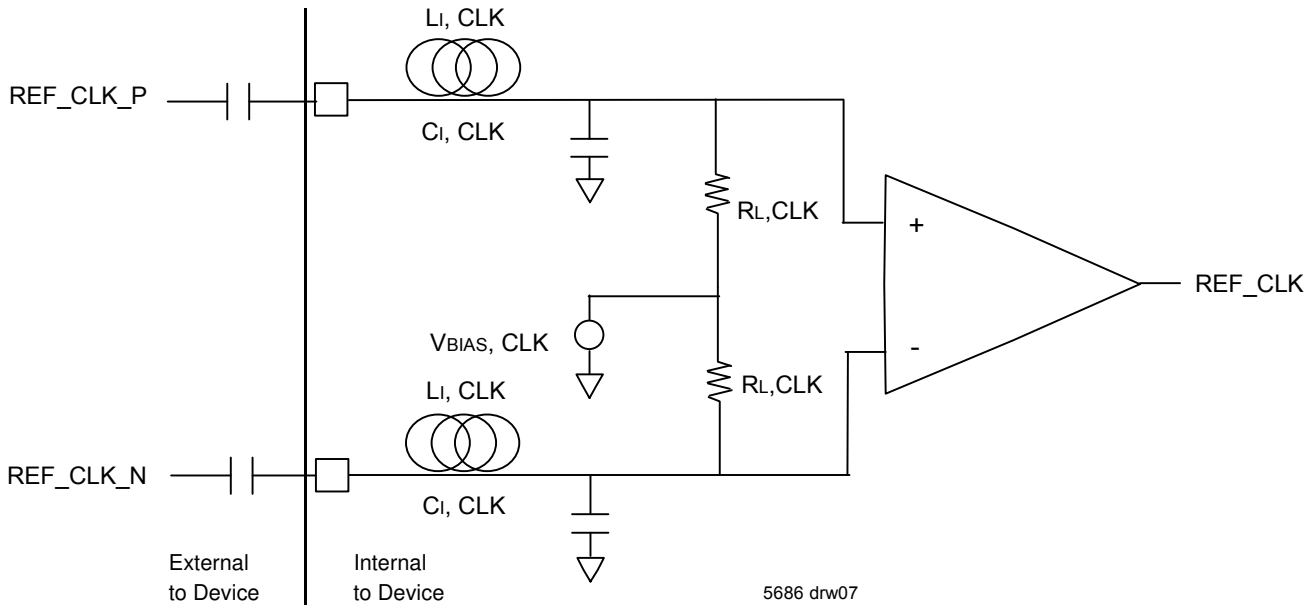 LI, CLK
REF_CLK_P
CI, CLK
RL,CLK
+
REF_CLK
VBIAS, CLK
-
RL,CLK
LI, CLK
REF_CLK_N
CI, CLK
External
to Device
Internal
to Device
5686 drw07